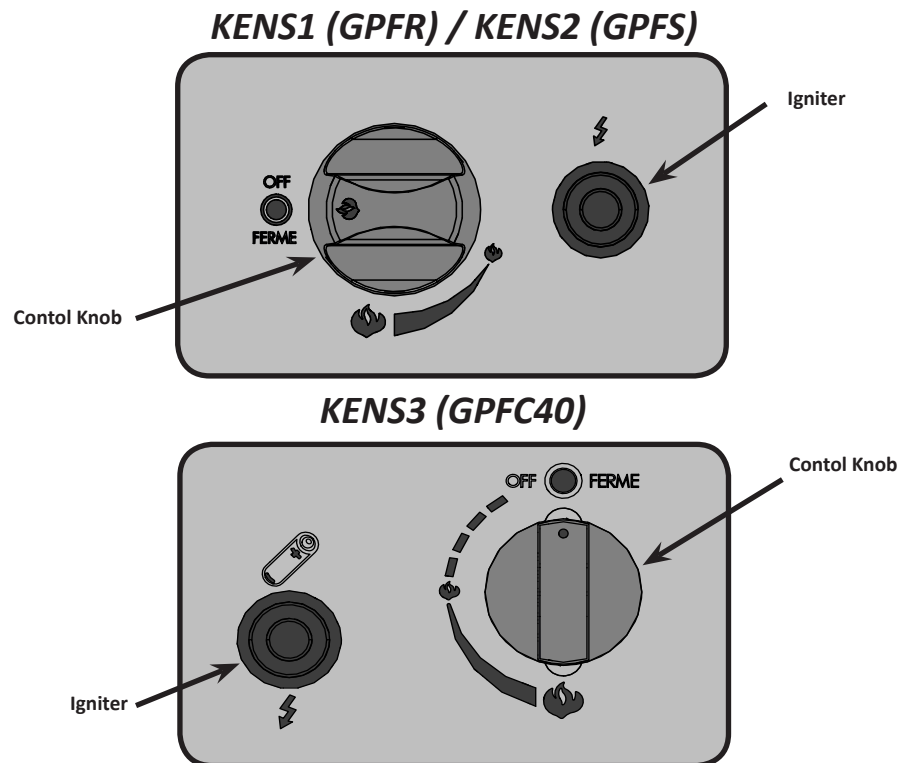 KENS1 (GPFR) / KENS2 (GPFS)
Igniter
OFF
FERME
Contol Knob
KENS3 (GPFC40)
OFF FERME
Contol Knob
Igniter